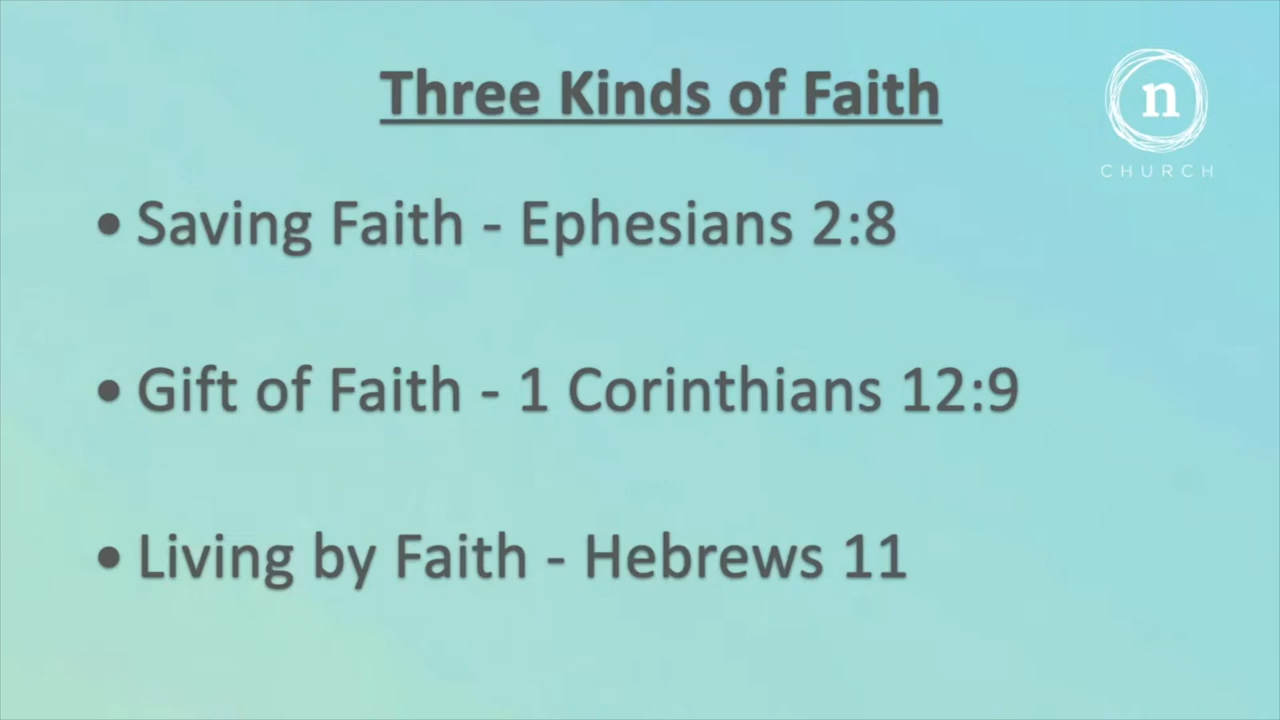 Three Kinds of Faith
n
CHURCH
• Saving Faith - Ephesians 2:8
• Gift of Faith - 1 Corinthians 12:9
• Living by Faith - Hebrews 11